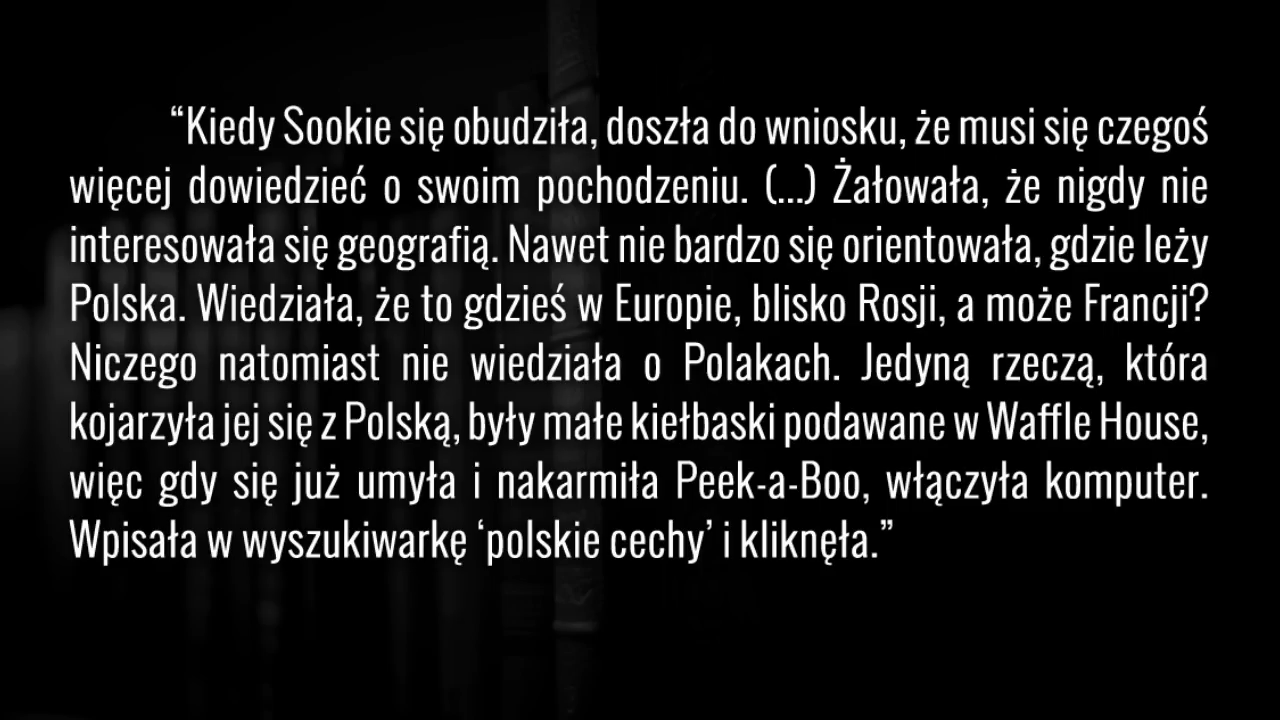 “Kiedy Sookie się obudziła, doszła do wniosku, że musi się czegoś
więcej dowiedzieć o swoim pochodzeniu. (...) Żałowała, że nigdy nie
interesowała się geografią. Nawet nie bardzo się orientowała, gdzie leży
Polska. Wiedziała, że to gdzieś w Europie, blisko Rosji, a może Francji?
Niczego natomiast nie wiedziała o Polakach. Jedyną rzeczą, która
kojarzyła jej się z Polską, były małe kiełbaski podawane w Waffle House,
więc gdy się już umyła i nakarmiła Peek-a-Boo, włączyła komputer.
Wpisała w wyszukiwarkę ‘polskie cechy’ i kliknęła.”